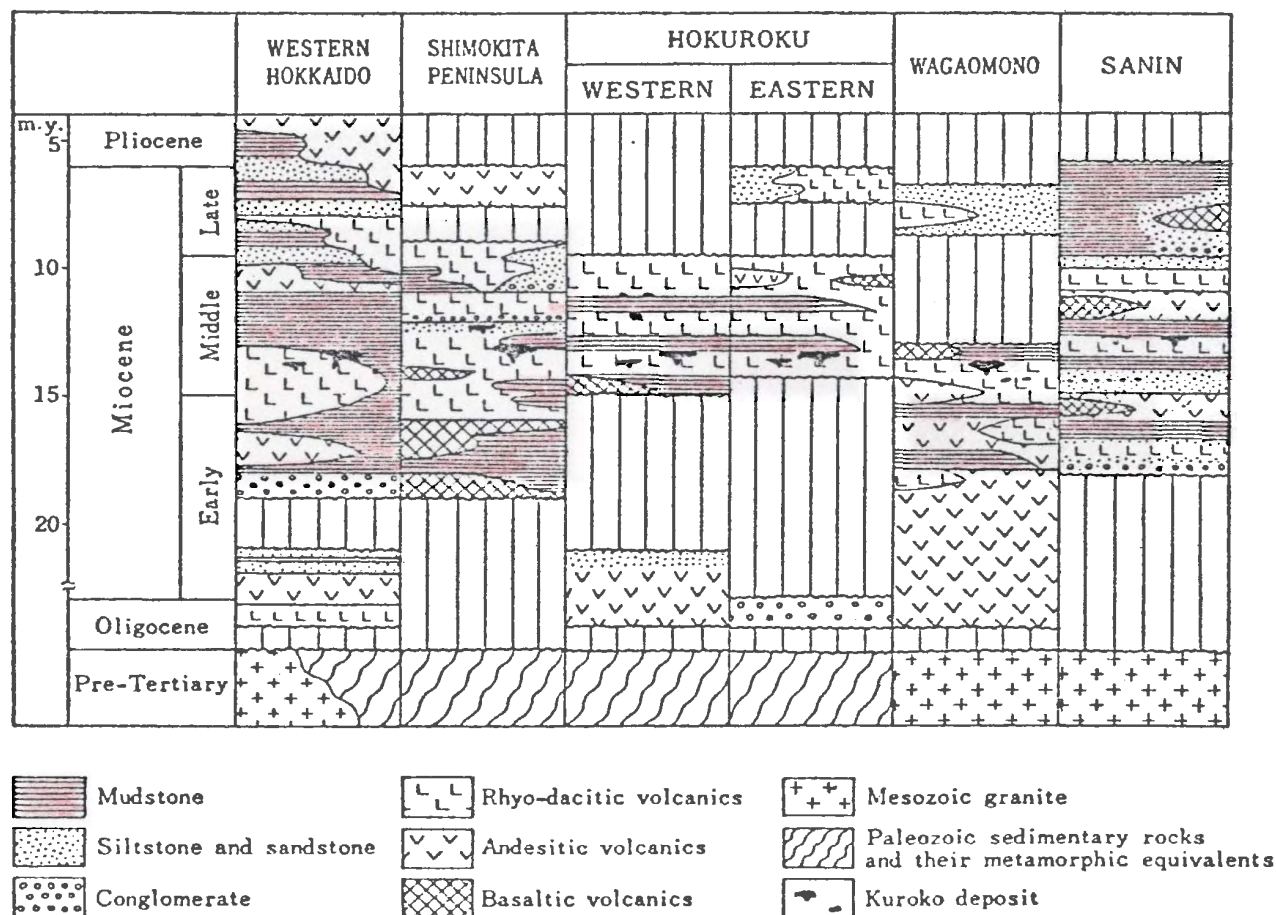 WESTERN
HOKKAIDO
SHIMOKITA
PENINSULA
HOKUROKU
WESTERN
EASTERN
WAGAOMONO
SANIN
m.y.
5
10
15
20
Pliocene
Miocene
Late
Middle
Early
Oligocene
Pre-Tertiary
Mudstone
Siltstone and sandstone
Conglomerate
Rhyo-dacitic volcanics
Andesitic volcanics
Basaltic volcanics
Mesozoic granite
Paleozoic sedimentary rocks
and their metamorphic equivalents
Kuroko deposit